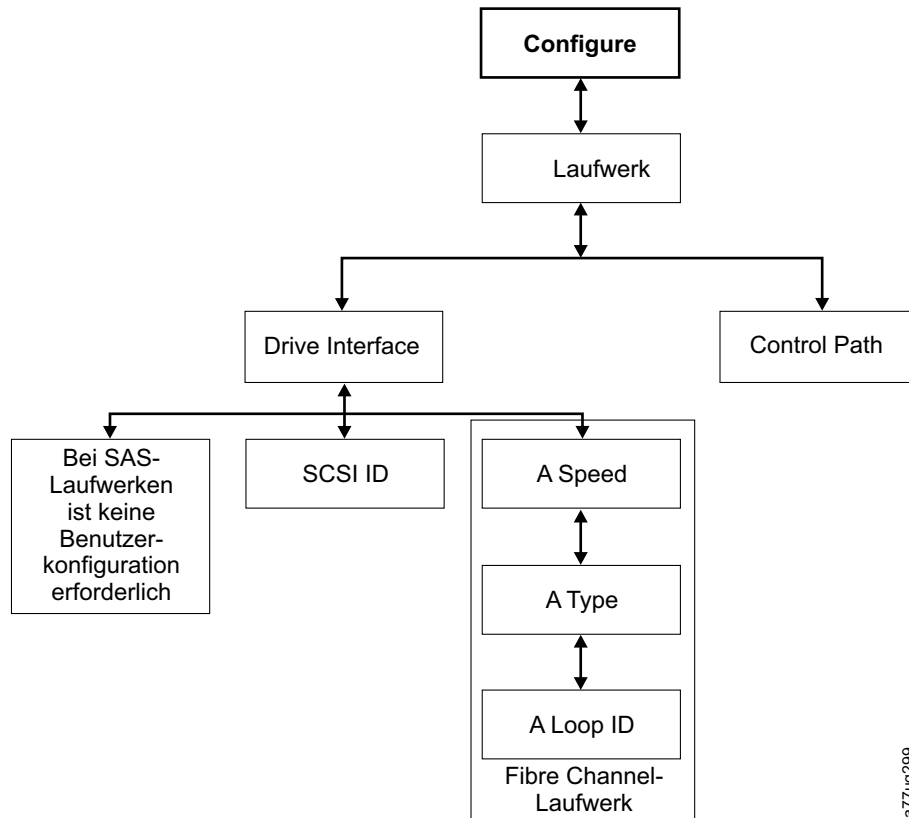 Configure
Laufwerk
Drive Interface
Control Path
Bei SAS-
Laufwerken
ist keine
Benutzer-
konfiguration
erforderlich
SCSI ID
A Speed
A Type
A Loop ID
Fibre Channel-
Laufwerk
a77ug299